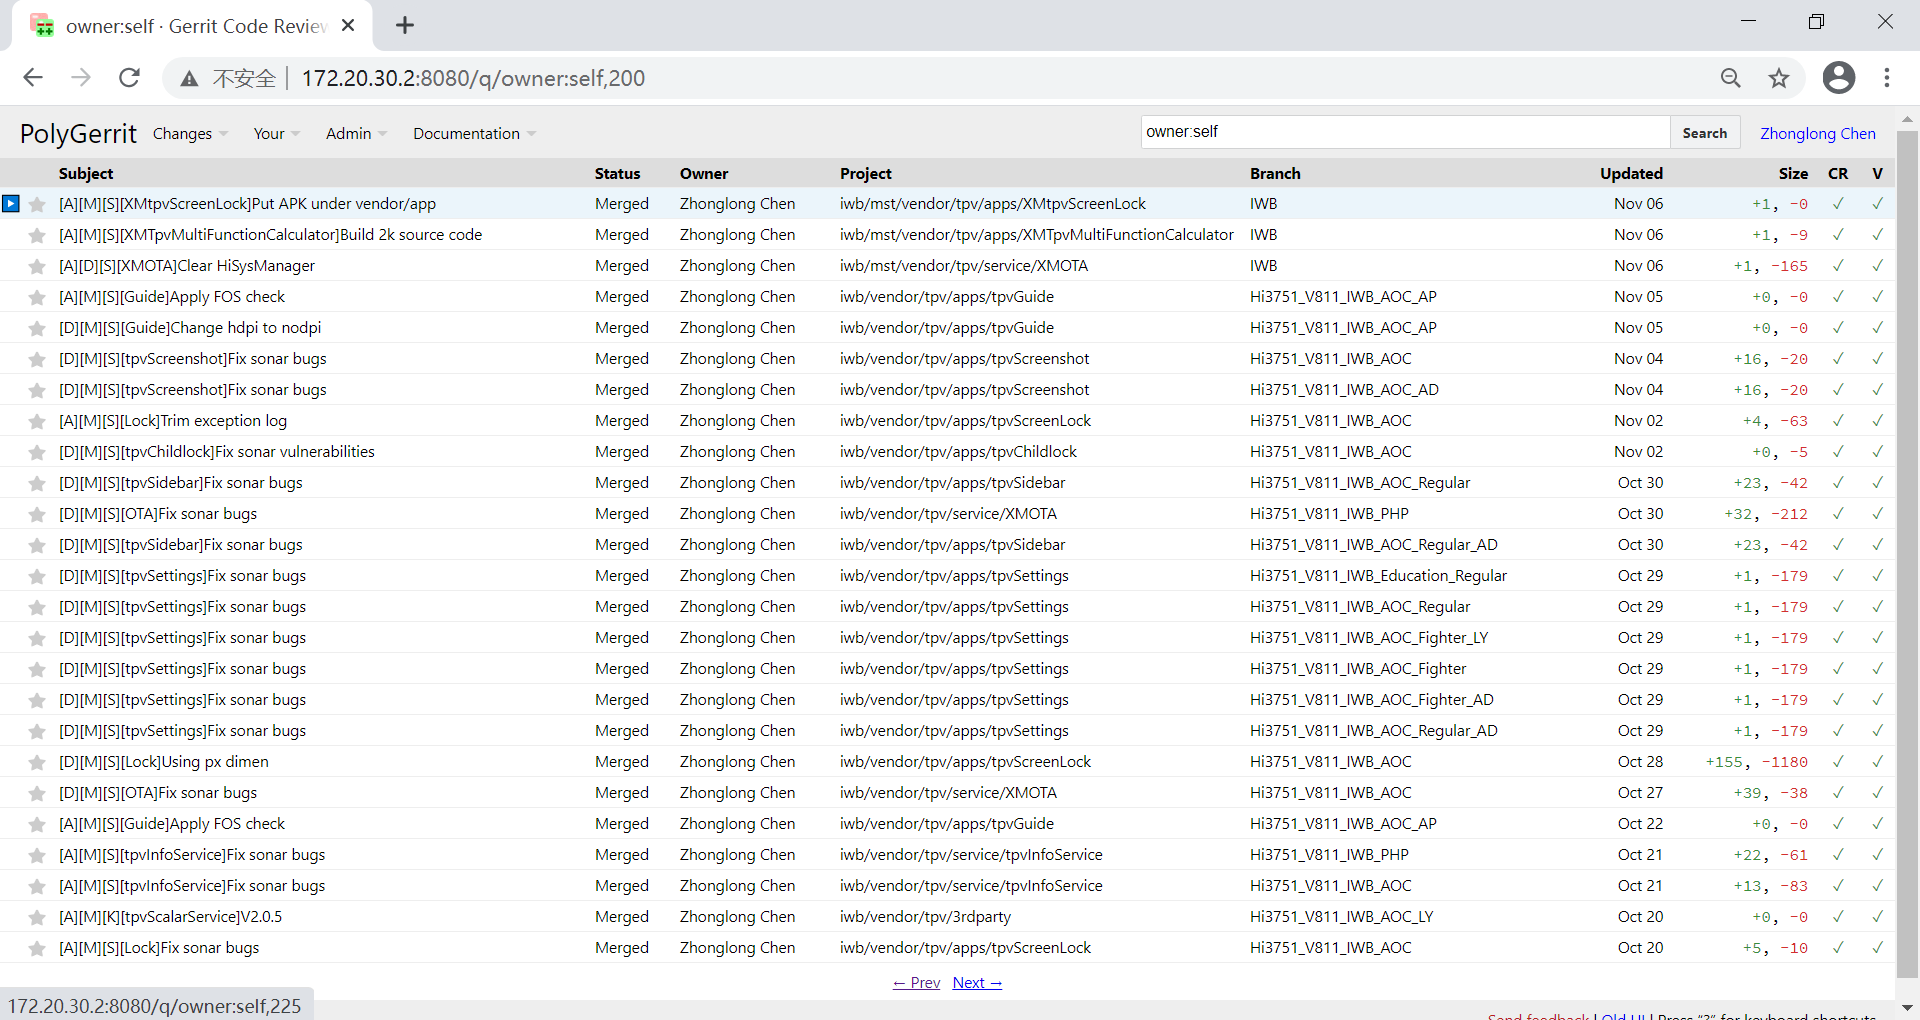 owner:self · Gerrit Code Review
不安全 172.20.30.2:8080/q/owner:self,200
PolyGerrit Changes Your Admin Documentation owner:self Search Zhonglong Chen
Subject Status Owner Project Branch Updated Size CR V
[A][M][S][XMtpvScreenLock]Put APK under vendor/app Merged Zhonglong Chen iwb/mst/vendor/tpv/apps/XMtpvScreenLock IWB Nov 06 +1, -0 ✓ ✓
[A][M][S][XMTpvMultiFunctionCalculator]Build 2k source code Merged Zhonglong Chen iwb/mst/vendor/tpv/apps/XMTpvMultiFunctionCalculator IWB Nov 06 +1, -9 ✓ ✓
[A][D][S][XMOTA]Clear HiSysManager Merged Zhonglong Chen iwb/mst/vendor/tpv/service/XMOTA IWB Nov 06 +1, -165 ✓ ✓
[A][M][S][Guide]Apply FOS check Merged Zhonglong Chen iwb/vendor/tpv/apps/tpvGuide Hi3751_V811_IWB_AOC_AP Nov 05 +0, -0 ✓ ✓
[D][M][S][Guide]Change hdpi to nodpi Merged Zhonglong Chen iwb/vendor/tpv/apps/tpvGuide Hi3751_V811_IWB_AOC_AP Nov 05 +0, -0 ✓ ✓
[D][M][S][tpvScreenshot]Fix sonar bugs Merged Zhonglong Chen iwb/vendor/tpv/apps/tpvScreenshot Hi3751_V811_IWB_AOC Nov 04 +16, -20 ✓ ✓
[D][M][S][tpvScreenshot]Fix sonar bugs Merged Zhonglong Chen iwb/vendor/tpv/apps/tpvScreenshot Hi3751_V811_IWB_AOC_AD Nov 04 +16, -20 ✓ ✓
[A][M][S][Lock]Trim exception log Merged Zhonglong Chen iwb/vendor/tpv/apps/tpvScreenLock Hi3751_V811_IWB_AOC Nov 02 +4, -63 ✓ ✓
[D][M][S][tpvChildlock]Fix sonar vulnerabilities Merged Zhonglong Chen iwb/vendor/tpv/apps/tpvChildlock Hi3751_V811_IWB_AOC Nov 02 +0, -5 ✓ ✓
[D][M][S][tpvSidebar]Fix sonar bugs Merged Zhonglong Chen iwb/vendor/tpv/apps/tpvSidebar Hi3751_V811_IWB_AOC_Regular Oct 30 +23, -42 ✓ ✓
[D][M][S][OTA]Fix sonar bugs Merged Zhonglong Chen iwb/vendor/tpv/service/XMOTA Hi3751_V811_IWB_PHP Oct 30 +32, -212 ✓ ✓
[D][M][S][tpvSidebar]Fix sonar bugs Merged Zhonglong Chen iwb/vendor/tpv/apps/tpvSidebar Hi3751_V811_IWB_AOC_Regular_AD Oct 30 +23, -42 ✓ ✓
[D][M][S][tpvSettings]Fix sonar bugs Merged Zhonglong Chen iwb/vendor/tpv/apps/tpvSettings Hi3751_V811_IWB_Education_Regular Oct 29 +1, -179 ✓ ✓
[D][M][S][tpvSettings]Fix sonar bugs Merged Zhonglong Chen iwb/vendor/tpv/apps/tpvSettings Hi3751_V811_IWB_AOC_Regular Oct 29 +1, -179 ✓ ✓
[D][M][S][tpvSettings]Fix sonar bugs Merged Zhonglong Chen iwb/vendor/tpv/apps/tpvSettings Hi3751_V811_IWB_AOC_Fighter_LY Oct 29 +1, -179 ✓ ✓
[D][M][S][tpvSettings]Fix sonar bugs Merged Zhonglong Chen iwb/vendor/tpv/apps/tpvSettings Hi3751_V811_IWB_AOC_Fighter Oct 29 +1, -179 ✓ ✓
[D][M][S][tpvSettings]Fix sonar bugs Merged Zhonglong Chen iwb/vendor/tpv/apps/tpvSettings Hi3751_V811_IWB_AOC_Fighter_AD Oct 29 +1, -179 ✓ ✓
[D][M][S][tpvSettings]Fix sonar bugs Merged Zhonglong Chen iwb/vendor/tpv/apps/tpvSettings Hi3751_V811_IWB_AOC_Regular_AD Oct 29 +1, -179 ✓ ✓
[D][M][S][Lock]Using px dimen Merged Zhonglong Chen iwb/vendor/tpv/apps/tpvScreenLock Hi3751_V811_IWB_AOC Oct 28 +155, -1180 ✓ ✓
[D][M][S][OTA]Fix sonar bugs Merged Zhonglong Chen iwb/vendor/tpv/service/XMOTA Hi3751_V811_IWB_AOC Oct 27 +39, -38 ✓ ✓
[A][M][S][Guide]Apply FOS check Merged Zhonglong Chen iwb/vendor/tpv/apps/tpvGuide Hi3751_V811_IWB_AOC_AP Oct 22 +0, -0 ✓ ✓
[A][M][S][tpvInfoService]Fix sonar bugs Merged Zhonglong Chen iwb/vendor/tpv/service/tpvInfoService Hi3751_V811_IWB_PHP Oct 21 +22, -61 ✓ ✓
[A][M][S][tpvInfoService]Fix sonar bugs Merged Zhonglong Chen iwb/vendor/tpv/service/tpvInfoService Hi3751_V811_IWB_AOC Oct 21 +13, -83 ✓ ✓
[A][M][K][tpvScalarService]V2.0.5 Merged Zhonglong Chen iwb/vendor/tpv/3rdparty Hi3751_V811_IWB_AOC_LY Oct 20 +0, -0 ✓ ✓
[A][M][S][Lock]Fix sonar bugs Merged Zhonglong Chen iwb/vendor/tpv/apps/tpvScreenLock Hi3751_V811_IWB_AOC Oct 20 +5, -10 ✓ ✓
← Prev Next →
172.20.30.2:8080/q/owner:self,225
Send feedback | Old UI | Press "?" for keyboard shortcuts